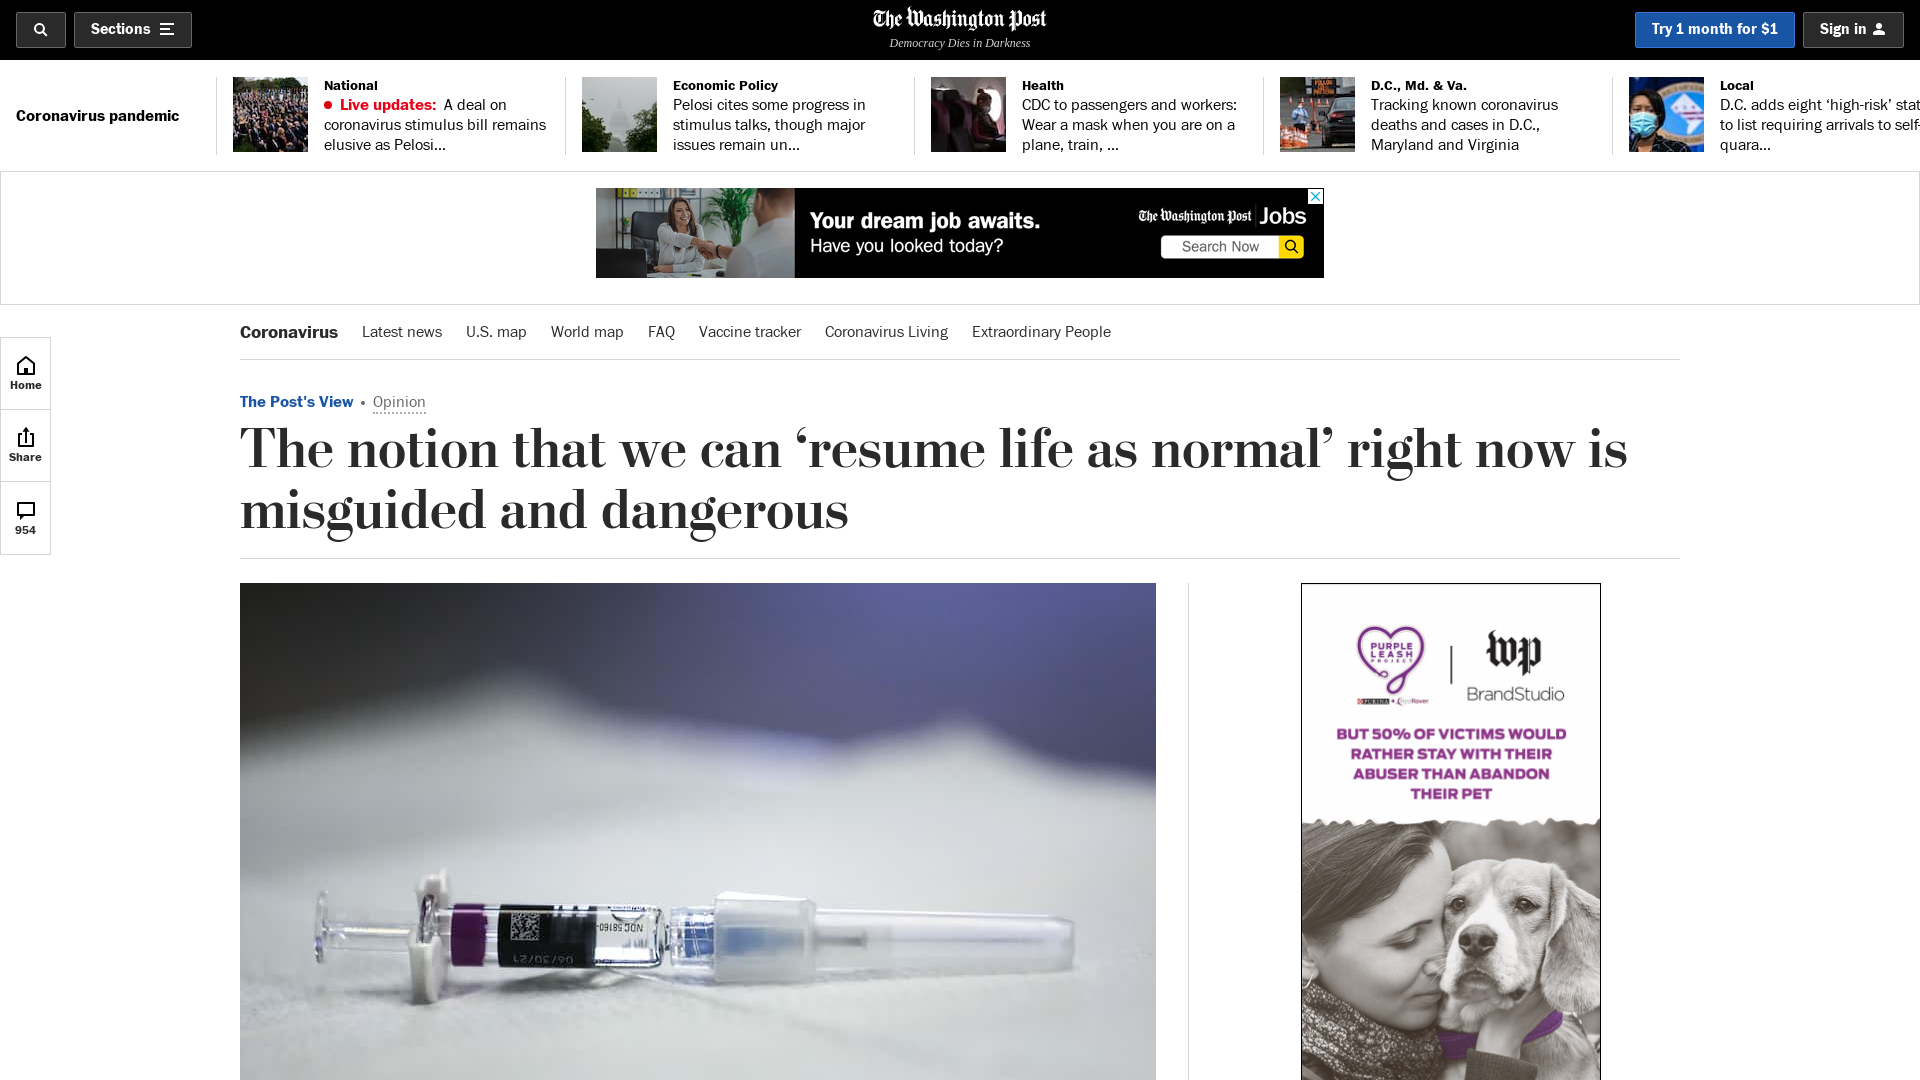 Sections
The Washington Post
Democracy Dies in Darkness
Try 1 month for $1
Sign in
Coronavirus pandemic
National
Live updates: A deal on
coronavirus stimulus bill remains
elusive as Pelosi...
Economic Policy
Pelosi cites some progress in
stimulus talks, though major
issues remain un...
Health
CDC to passengers and workers:
Wear a mask when you are on a
plane, train, ...
D.C., Md. & Va.
Tracking known coronavirus
deaths and cases in D.C.,
Maryland and Virginia
Local
D.C. adds eight ‘high-risk’ stat
to list requiring arrivals to self-
quara...
Your dream job awaits.
Have you looked today?
The Washington Post Jobs
Search Now
Coronavirus Latest news U.S. map World map FAQ Vaccine tracker Coronavirus Living Extraordinary People
Home
Share
954
The Post's View • Opinion
The notion that we can ‘resume life as normal’ right now is
misguided and dangerous
NDC 58160-
06/30/21
PURPLE
LEASH
PROJECT
PURINA + RedRover
wp
BrandStudio
BUT 50% OF VICTIMS WOULD
RATHER STAY WITH THEIR
ABUSER THAN ABANDON
THEIR PET